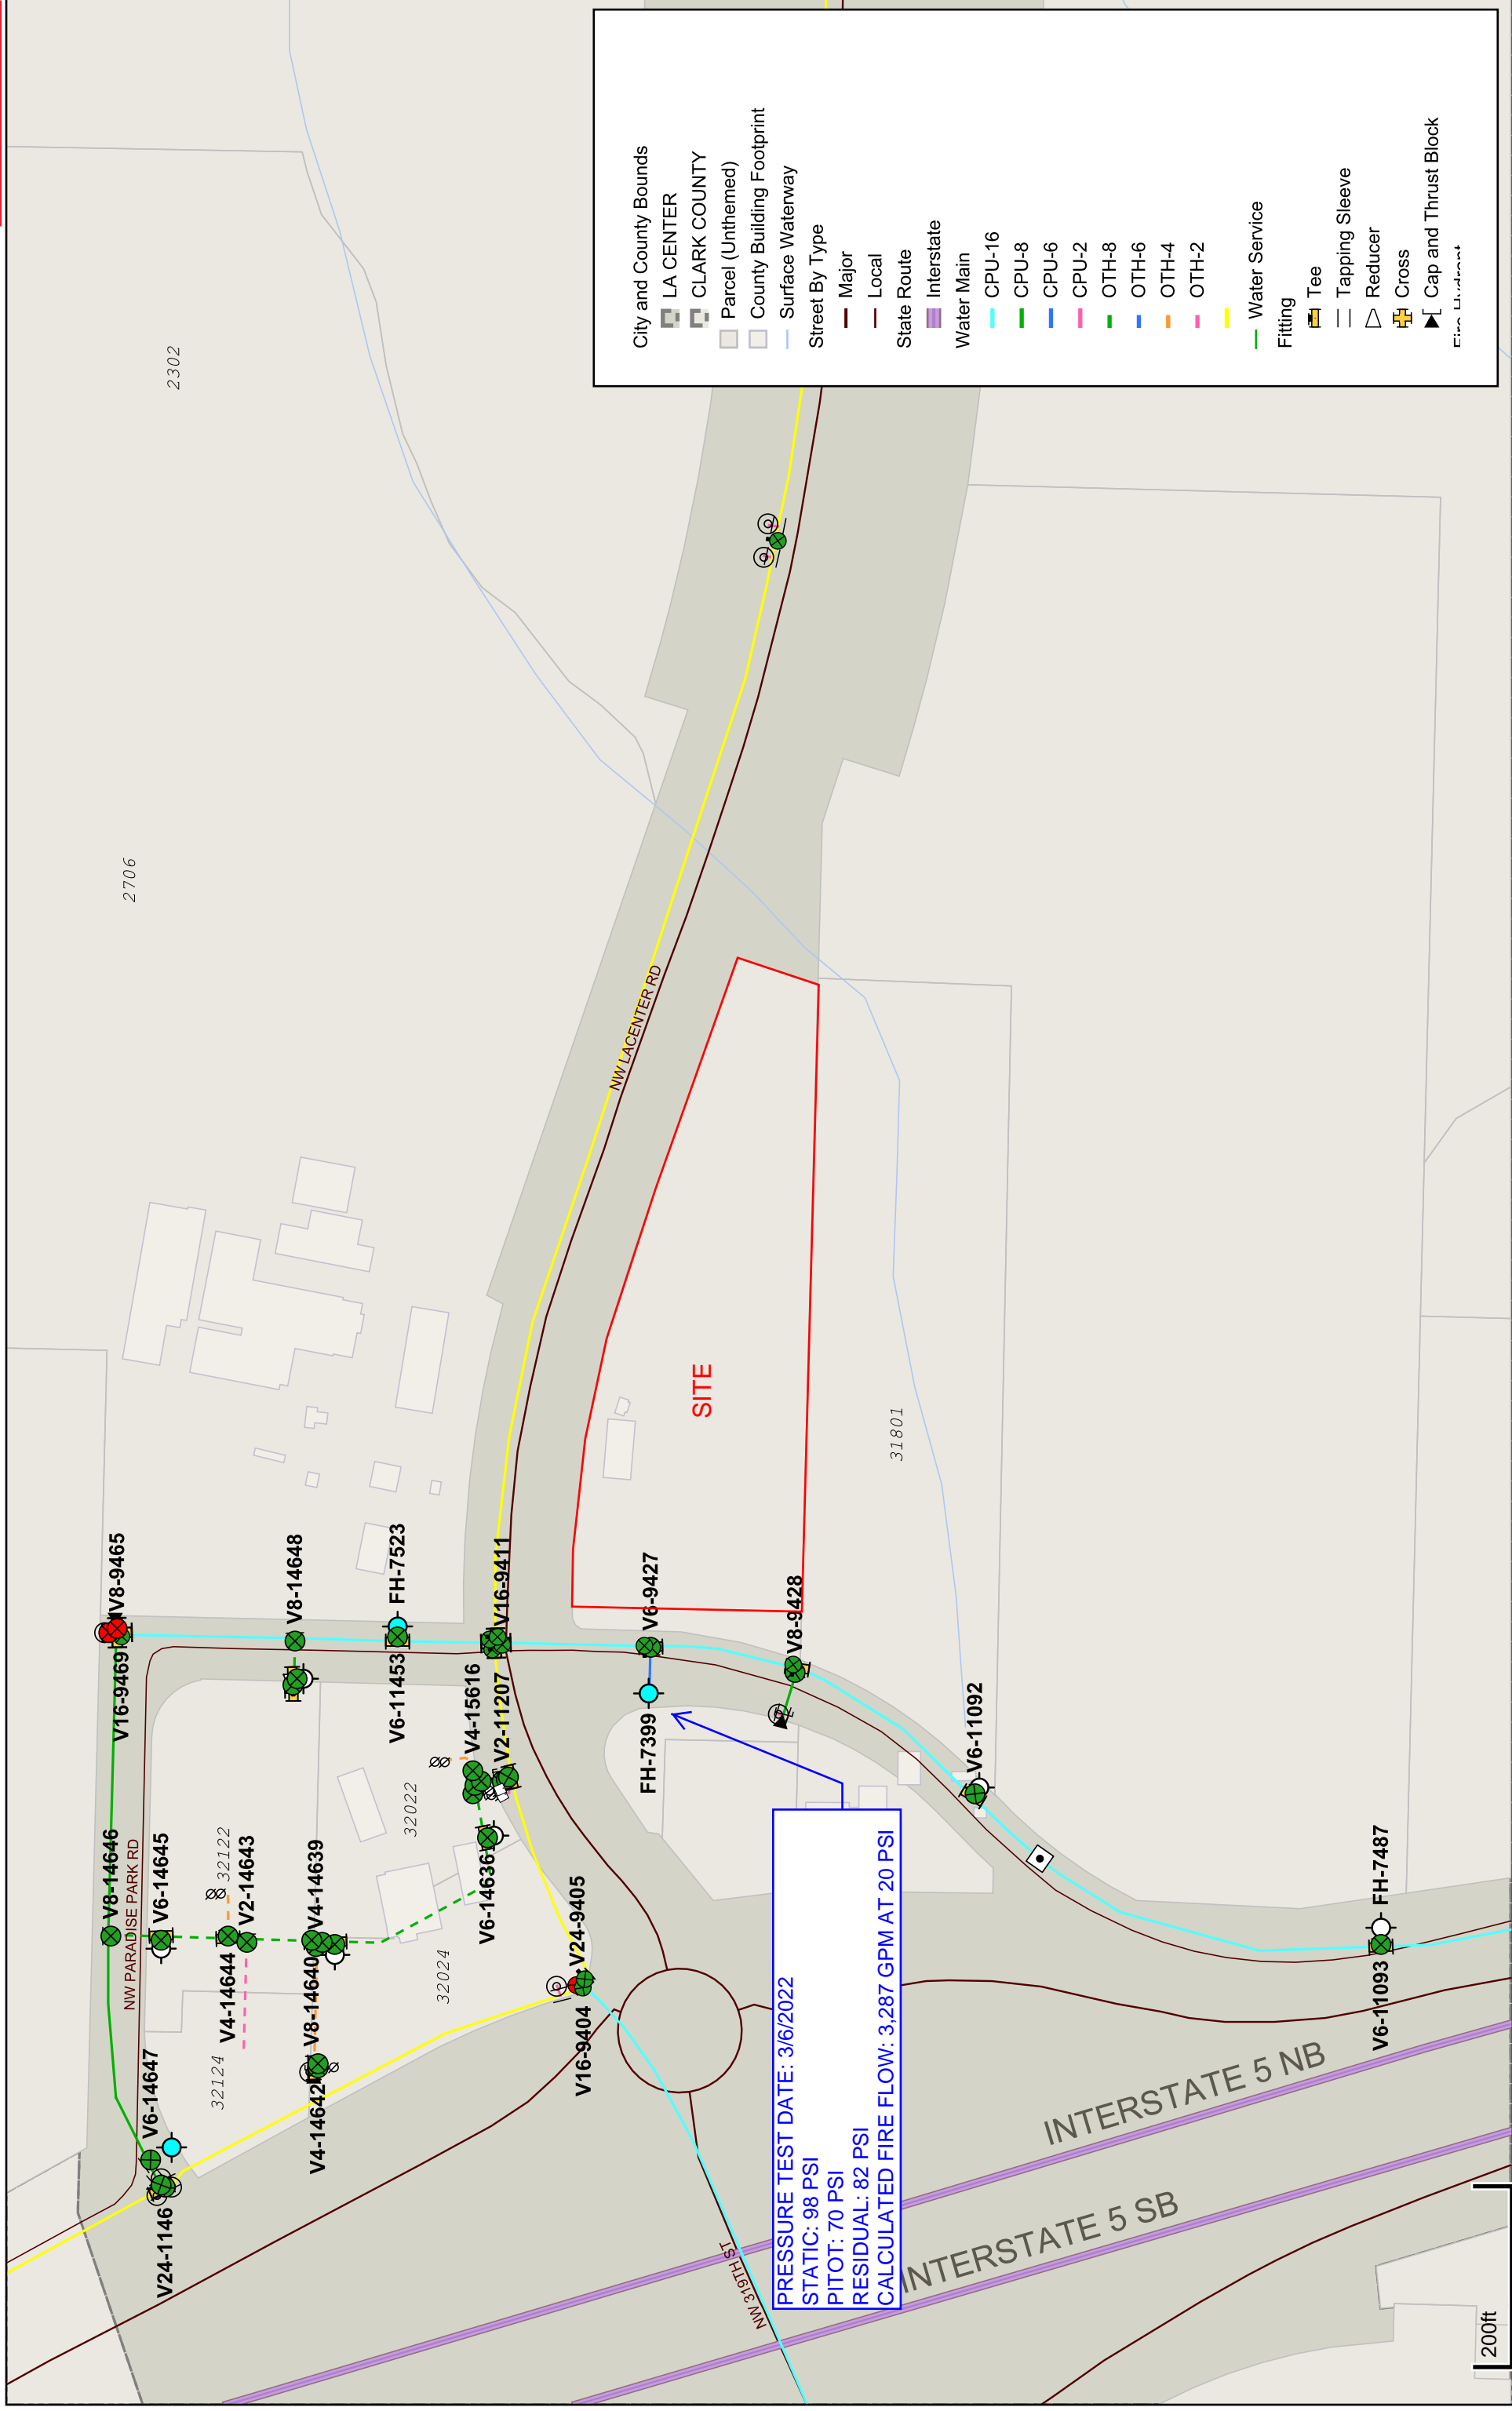 2302
2706
NW LACENTER RD
SITE
31801
V8-9465
V16-9469
V8-14648
FH-7523
V6-11453
V16-9411
V4-15616
V2-11207
V6-9427
FH-7399
V8-9428
V6-11092
V8-14646
NW PARADISE PARK RD
V6-14645
32122
V2-14643
V4-14644
V4-14639
V8-14640
V4-14642
32022
V6-14636
32024
32124
V6-14647
V24-1146
V24-9405
V16-9404
FH-7487
V6-1093
NW 319TH ST
INTERSTATE 5 NB
INTERSTATE 5 SB
PRESSURE TEST DATE: 3/6/2022
STATIC: 98 PSI
PITOT: 70 PSI
RESIDUAL: 82 PSI
CALCULATED FIRE FLOW: 3,287 GPM AT 20 PSI
200ft
City and County Bounds
LA CENTER
CLARK COUNTY
Parcel (Unthemed)
County Building Footprint
Surface Waterway
Street By Type
Major
Local
State Route
Interstate
Water Main
CPU-16
CPU-8
CPU-6
CPU-2
OTH-8
OTH-6
OTH-4
OTH-2
Water Service
Fitting
Tee
Tapping Sleeve
Reducer
Cross
Cap and Thrust Block